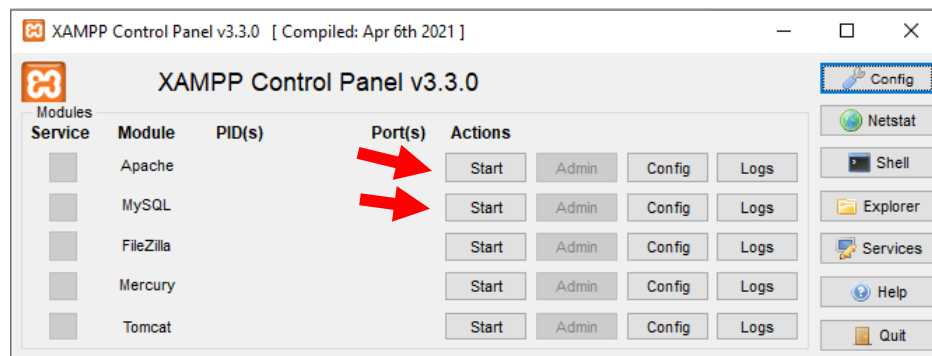 XAMPP Control Panel v3.3.0 [ Compiled: Apr 6th 2021 ]
XAMPP Control Panel v3.3.0
Config
Modules
Netstat
Service Module PID(s) Port(s) Actions
Apache Start Admin Config Logs
Shell
MySQL Start Admin Config Logs
Explorer
FileZilla Start Admin Config Logs
Services
Mercury Start Admin Config Logs
Help
Tomcat Start Admin Config Logs
Quit